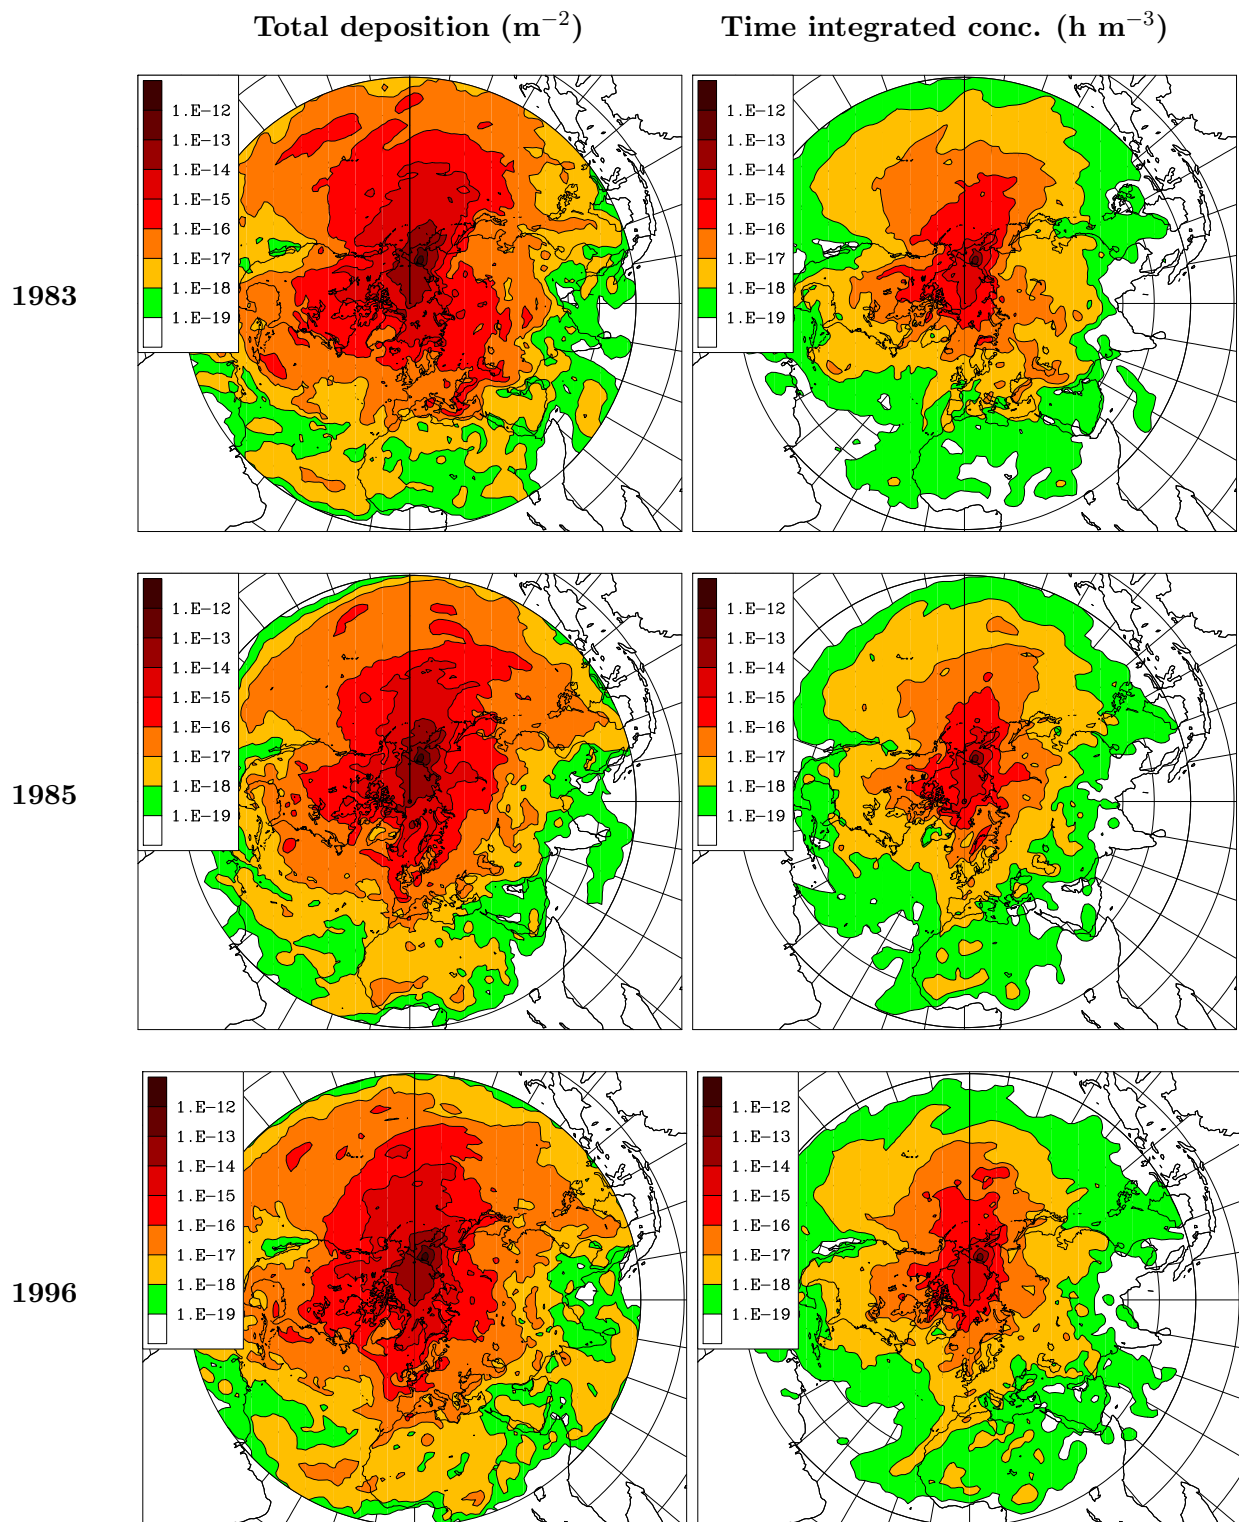 Total deposition (m⁻²) Time integrated conc. (h m⁻³)
1.E-12 1.E-12
1.E-13 1.E-13
1.E-14 1.E-14
1.E-15 1.E-15
1.E-16 1.E-16
1.E-17 1.E-17
1.E-18 1.E-18
1983
1.E-19 1.E-19
1.E-12 1.E-12
1.E-13 1.E-13
1.E-14 1.E-14
1.E-15 1.E-15
1.E-16 1.E-16
1.E-17 1.E-17
1.E-18 1.E-18
1985
1.E-19 1.E-19
1.E-12 1.E-12
1.E-13 1.E-13
1.E-14 1.E-14
1.E-15 1.E-15
1.E-16 1.E-16
1.E-17 1.E-17
1.E-18 1.E-18
1996
1.E-19 1.E-19